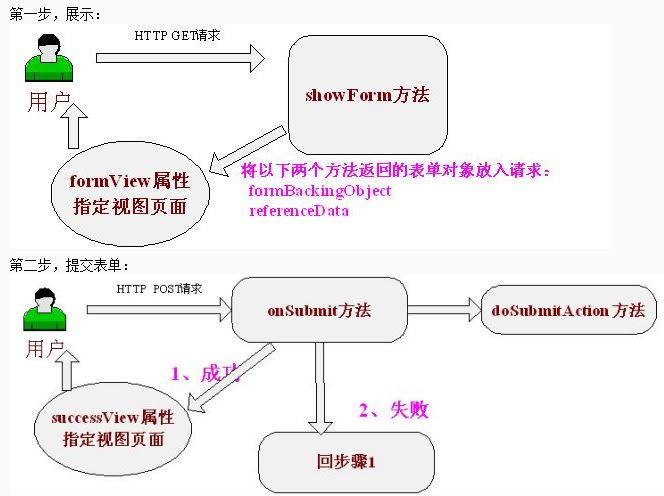 第一步，展示：
HTTP GET请求
用户
showForm方法
formView属性
指定视图页面
将以下两个方法返回的表单对象放入请求：
formBackingObject
referenceData
第二步，提交表单：
HTTP POST请求
用户
onSubmit方法
doSubmitAction 方法
1、成功
successView属性
指定视图页面
2、失败
回步骤1